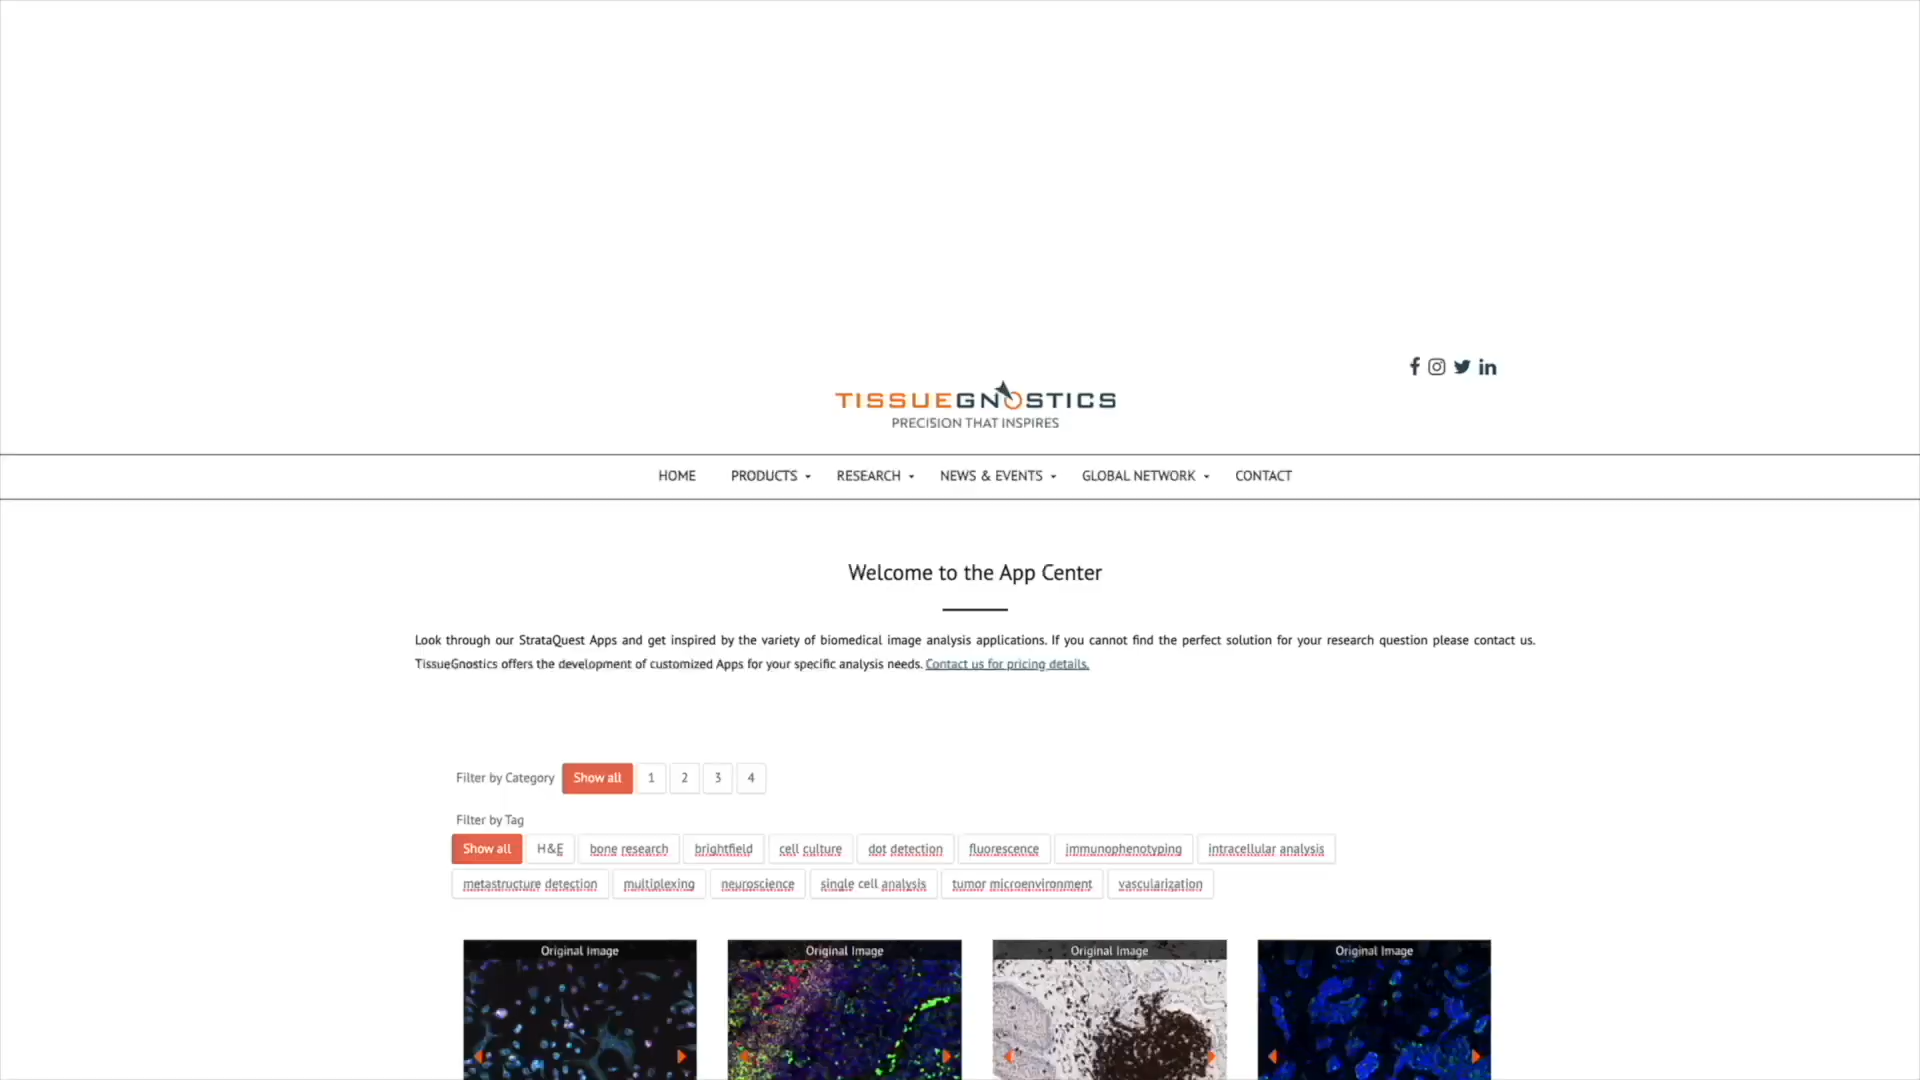 TISSUEGNOSTICS
PRECISION THAT INSPIRES
HOME PRODUCTS RESEARCH NEWS & EVENTS GLOBAL NETWORK CONTACT
Welcome to the App Center
Look through our StrataQuest Apps and get inspired by the variety of biomedical image analysis applications. If you cannot find the perfect solution for your research question please contact us.
TissueGnostics offers the development of customized Apps for your specific analysis needs. Contact us for pricing details.
Filter by Category Show all 1 2 3 4
Filter by Tag
Show all H&E bone research brightfield cell culture dot detection fluorescence immunophenotyping intracellular analysis
metastructure detection multiplexing neuroscience single cell analysis tumor microenvironment vascularization
Original Image Original Image Original Image Original Image